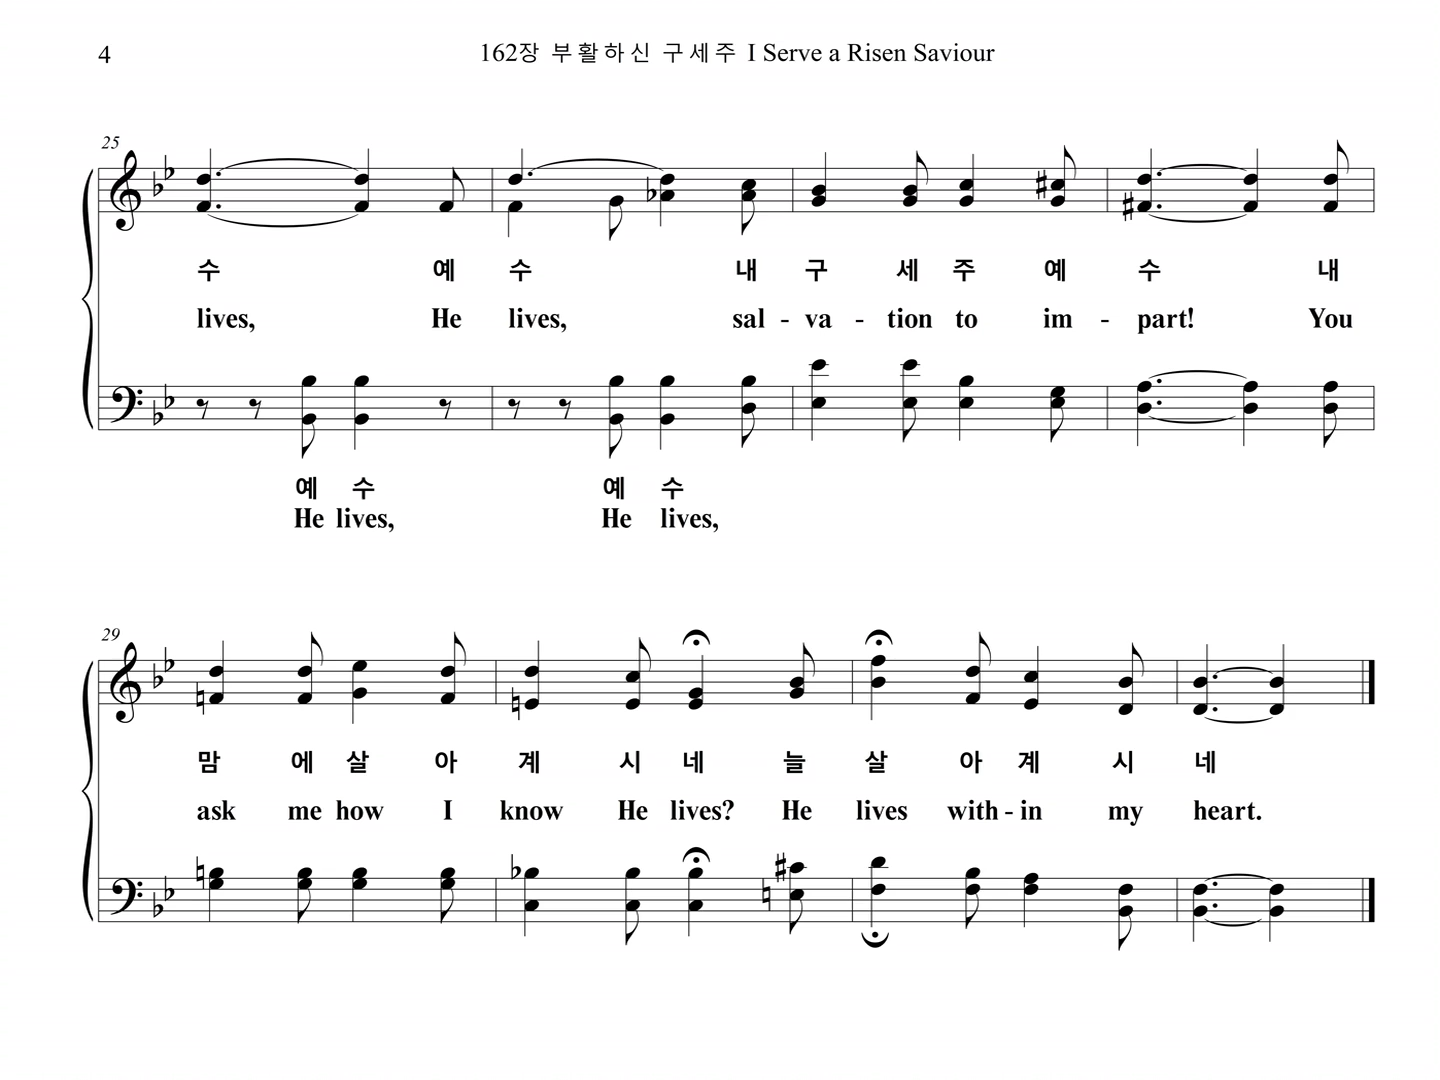 4
162장 부활하신 구세주 I Serve a Risen Saviour
25
수 예 수 내 구 세 주 예 수 내
lives, He lives, sal - va - tion to im - part! You
예 수 예 수
He lives, He lives,
29
맘 에 살 아 계 시 네 늘 살 아 계 시 네
ask me how I know He lives? He lives with - in my heart.